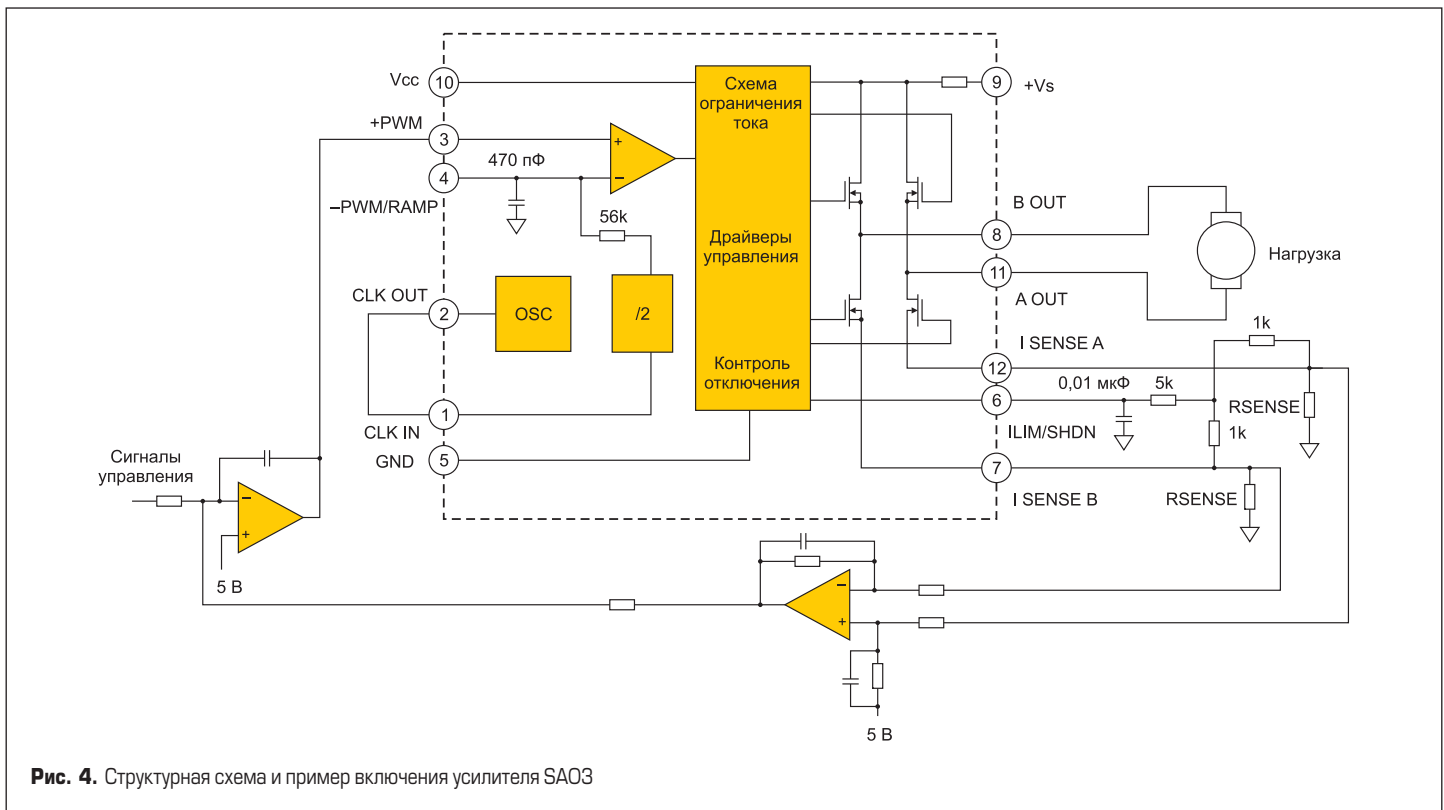 Vcc
10
Схема
ограничения
тока
9
+Vs
+PWM
3
+
470 пФ
4
–
–PWM/RAMP
56k
B OUT
Драйверы
управления
8
Нагрузка
11
CLK OUT
2
OSC
/2
A OUT
1k
I SENSE A
Контроль
отключения
12
0,01 мкФ
5k
6
RSENSE
1
CLK IN
ILIM/SHDN
1k
GND
5
7
Сигналы
управления
I SENSE B
RSENSE
–
+
5 В
–
+
5 В
Рис. 4. Структурная схема и пример включения усилителя SA03